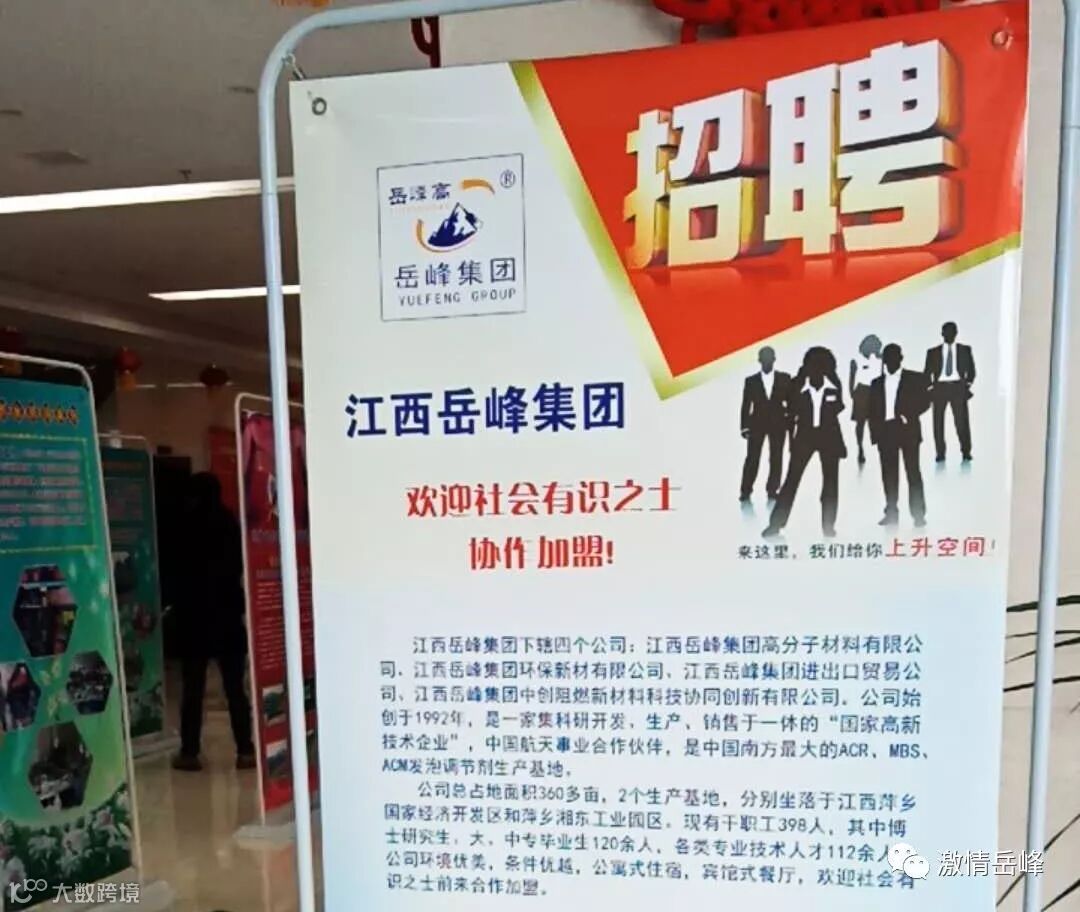 招聘
岳峰高
®
岳峰集团
YUEFENG GROUP
江西岳峰集团
欢迎社会有识之士
协作加盟!
来这里,我们给你上升空间!
江西岳峰集团下辖四个公司:江西岳峰集团高分子材料有限公
司、江西岳峰集团环保新材有限公司、江西岳峰集团进出口贸易公
司、江西岳峰集团中创阻燃新材料科技协同创新有限公司。公司始
创于1992年,是一家集科研开发、生产、销售于一体的“国家高新
技术企业”,中国航天事业合作伙伴,是中国南方最大的ACR、MBS、
ACM发泡调节剂生产基地。
公司总占地面积360多亩,2个生产基地,分别坐落于江西萍乡
国家经济开发区和萍乡湘东工业园区。现有干职工398人,其中博
士研究生、大、中专毕业生120余人,各类专业技术人才112余人
公司环境优美,条件优越,公寓式住宿,宾馆式餐厅,欢迎社会有
识之士前来合作加盟。
激情岳峰
大数跨境